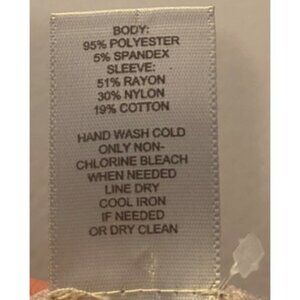 BODY:
95% POLYESTER
5% SPANDEX
SLEEVE:
51% RAYON
30% NYLON
19% COTTON
HAND WASH COLD
ONLY NON-
CHLORINE BLEACH
WHEN NEEDED
LINE DRY
COOL IRON
IF NEEDED
OR DRY CLEAN